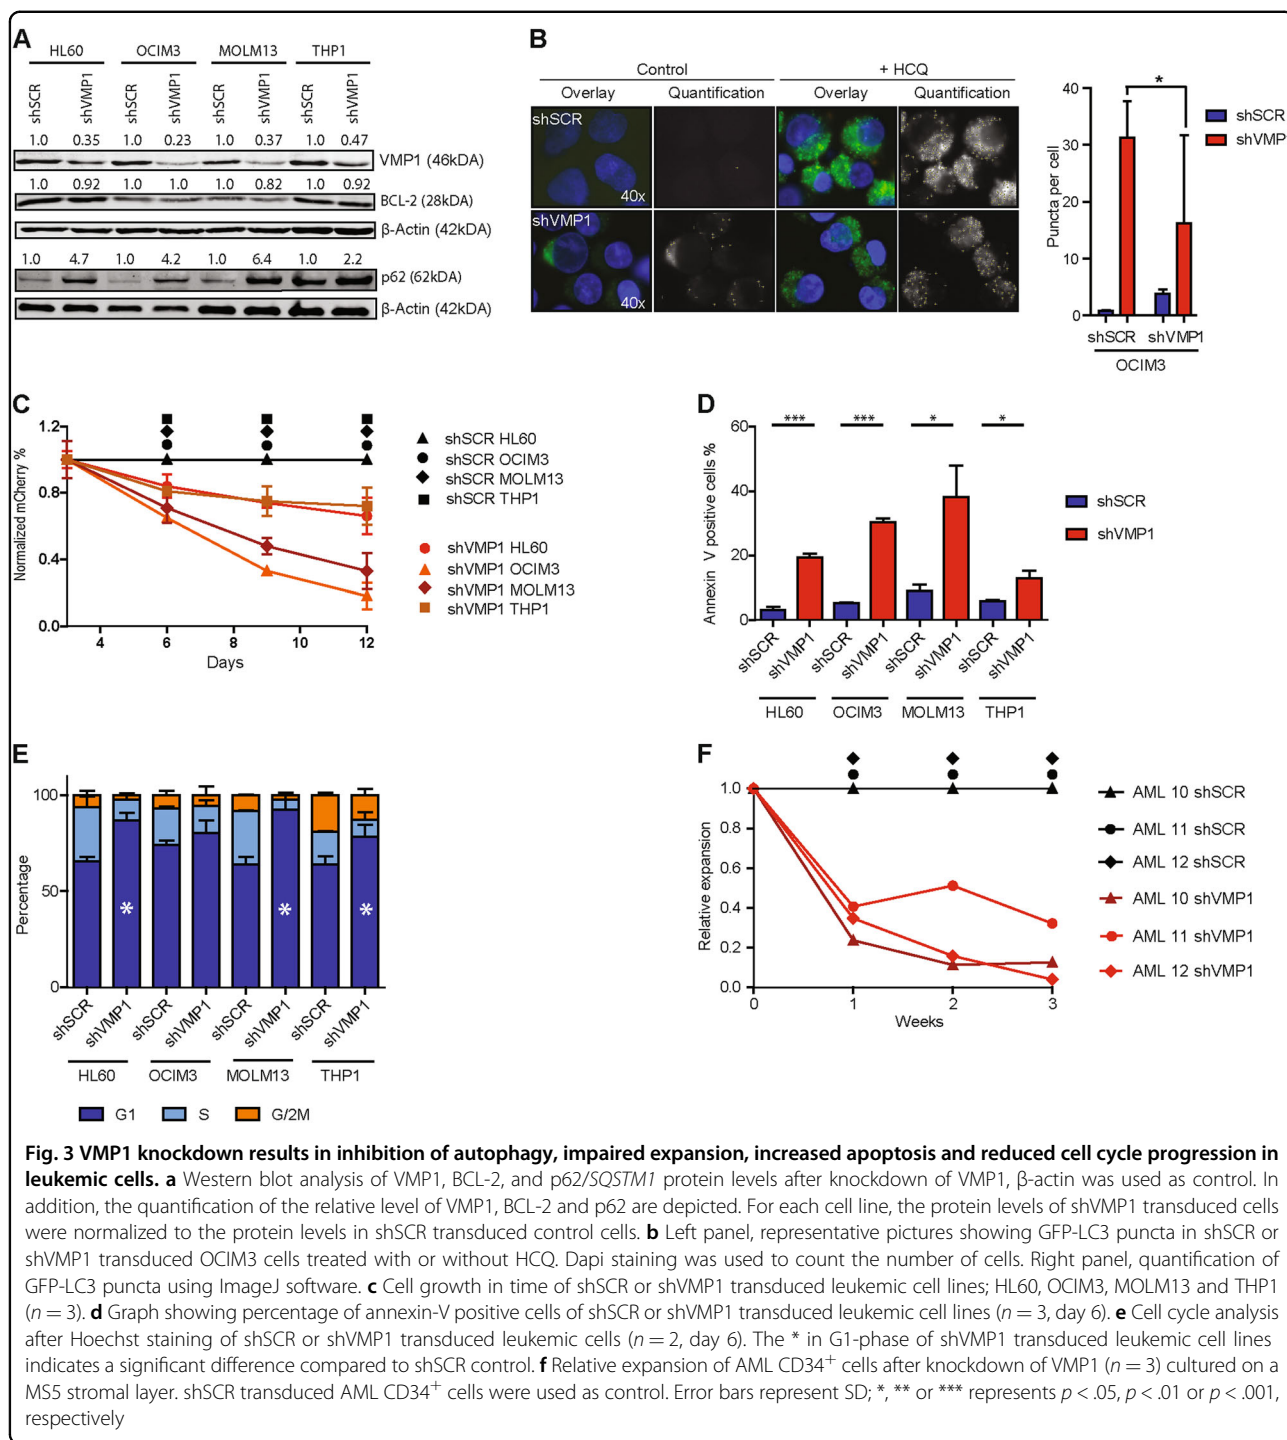 A
HL60 OCIM3 MOLM13 THP1
shSCR shVMP1 shSCR shVMP1 shSCR shVMP1 shSCR shVMP1
1.0 0.35 1.0 0.23 1.0 0.37 1.0 0.47
VMP1 (46kDA)
1.0 0.92 1.0 1.0 1.0 0.82 1.0 0.92
BCL-2 (28kDA)
β-Actin (42kDA)
1.0 4.7 1.0 4.2 1.0 6.4 1.0 2.2
p62 (62kDA)
β-Actin (42kDA)
B
Control + HCQ
Overlay Quantification Overlay Quantification
shSCR
40x
shVMP1
40x
Puncta per cell
40
30
20
10
0
*
shSCR shVMP1
OCIM3
shSCR
shVMP1
C
Normalized mCherry %
1.2
0.8
0.4
0.0
4 6 8 10 12
Days
shSCR HL60
shSCR OCIM3
shSCR MOLM13
shSCR THP1
shVMP1 HL60
shVMP1 OCIM3
shVMP1 MOLM13
shVMP1 THP1
D
Annexin V positive cells %
60
40
20
0
*** *** * *
shSCR shVMP1 shSCR shVMP1 shSCR shVMP1 shSCR shVMP1
HL60 OCIM3 MOLM13 THP1
shSCR
shVMP1
E
Percentage
100
50
0
* * *
shSCR shVMP1 shSCR shVMP1 shSCR shVMP1 shSCR shVMP1
HL60 OCIM3 MOLM13 THP1
G1 S G/2M
F
Relative expansion
1.0
0.8
0.6
0.4
0.2
0.0
0 1 2 3
Weeks
AML 10 shSCR
AML 11 shSCR
AML 12 shSCR
AML 10 shVMP1
AML 11 shVMP1
AML 12 shVMP1
Fig. 3 VMP1 knockdown results in inhibition of autophagy, impaired expansion, increased apoptosis and reduced cell cycle progression in
leukemic cells. a Western blot analysis of VMP1, BCL-2, and p62/SQSTM1 protein levels after knockdown of VMP1, β-actin was used as control. In
addition, the quantification of the relative level of VMP1, BCL-2 and p62 are depicted. For each cell line, the protein levels of shVMP1 transduced cells
were normalized to the protein levels in shSCR transduced control cells. b Left panel, representative pictures showing GFP-LC3 puncta in shSCR or
shVMP1 transduced OCIM3 cells treated with or without HCQ. Dapi staining was used to count the number of cells. Right panel, quantification of
GFP-LC3 puncta using ImageJ software. c Cell growth in time of shSCR or shVMP1 transduced leukemic cell lines; HL60, OCIM3, MOLM13 and THP1
(n = 3). d Graph showing percentage of annexin-V positive cells of shSCR or shVMP1 transduced leukemic cell lines (n = 3, day 6). e Cell cycle analysis
after Hoechst staining of shSCR or shVMP1 transduced leukemic cells (n = 2, day 6). The * in G1-phase of shVMP1 transduced leukemic cell lines
indicates a significant difference compared to shSCR control. f Relative expansion of AML CD34⁺ cells after knockdown of VMP1 (n = 3) cultured on a
MS5 stromal layer. shSCR transduced AML CD34⁺ cells were used as control. Error bars represent SD; *, ** or *** represents p < .05, p < .01 or p < .001,
respectively